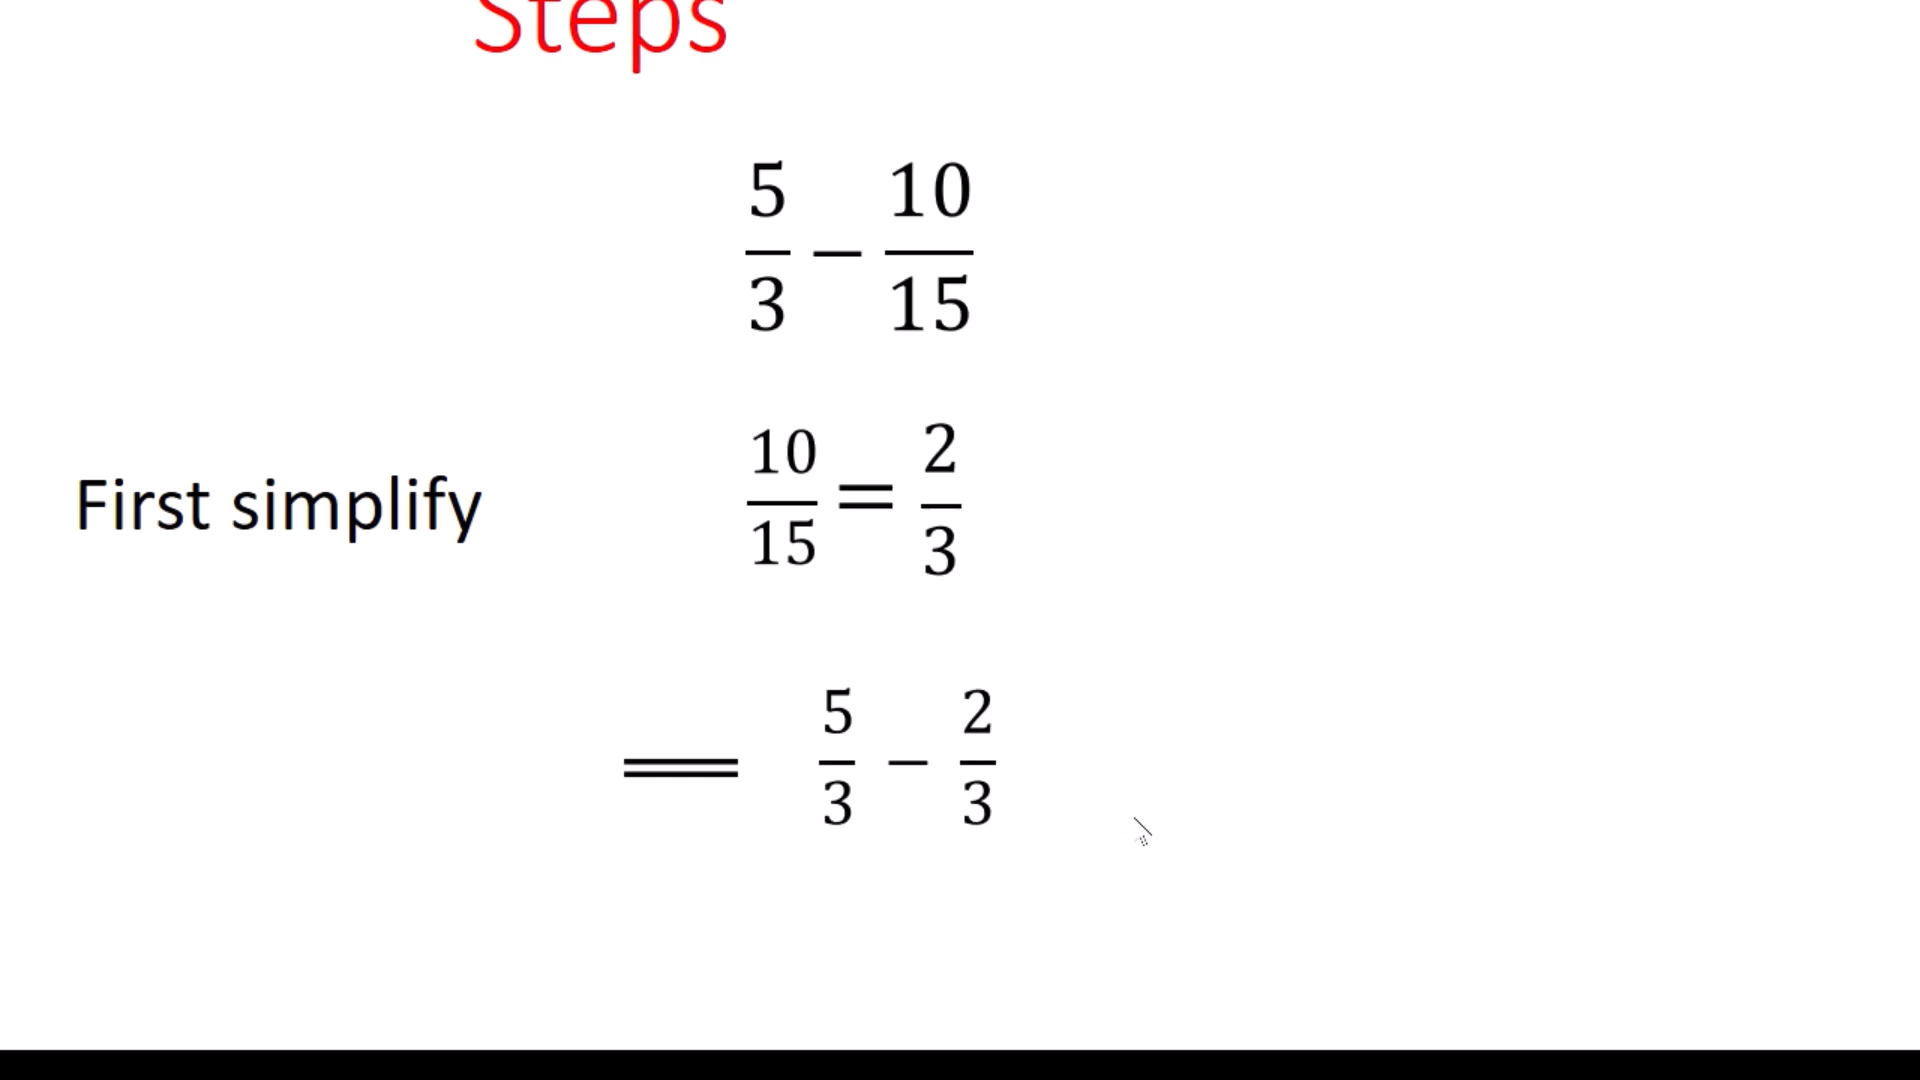 Steps
5/3 − 10/15
First simplify 10/15 = 2/3
= 5/3 − 2/3